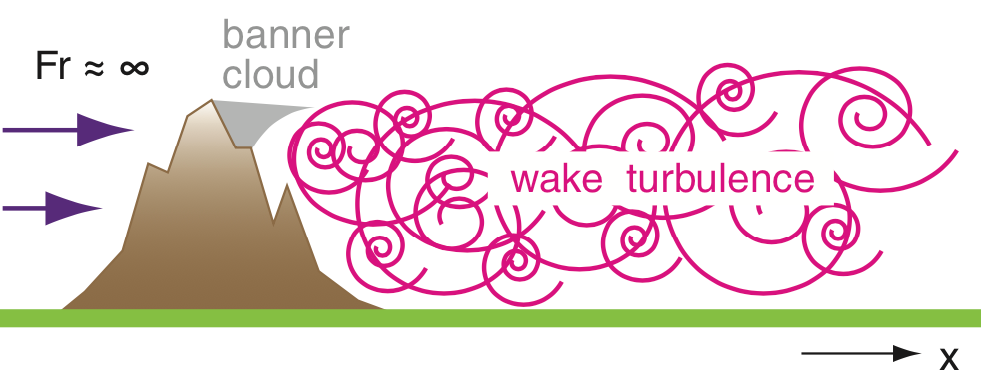 banner
cloud
Fr ≈ ∞
wake turbulence
x